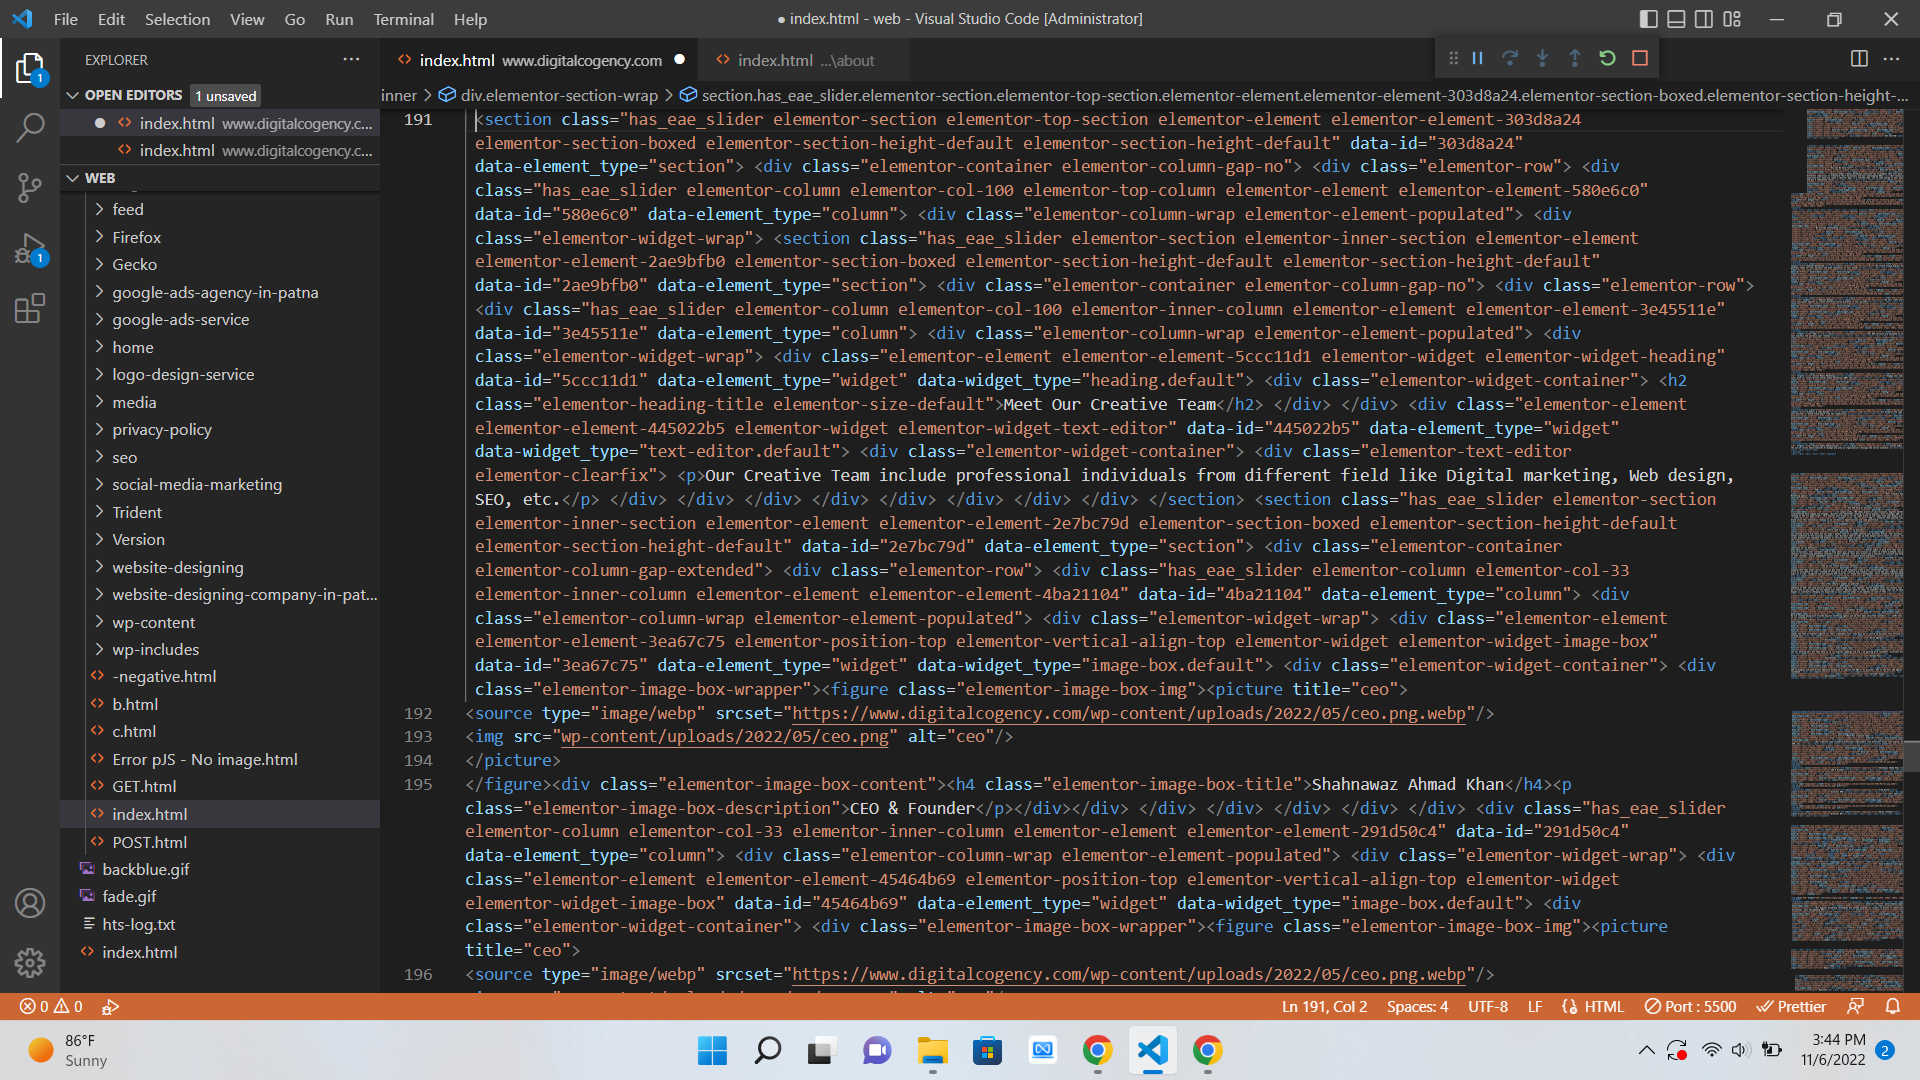 File Edit Selection View Go Run Terminal Help
● index.html - web - Visual Studio Code [Administrator]
EXPLORER
index.html www.digitalcogency.com
index.html ...\about
OPEN EDITORS 1 unsaved
index.html www.digitalcogency.c...
index.html www.digitalcogency.c...
WEB
feed
Firefox
Gecko
google-ads-agency-in-patna
google-ads-service
home
logo-design-service
media
privacy-policy
seo
social-media-marketing
Trident
Version
website-designing
website-designing-company-in-pat...
wp-content
wp-includes
-negative.html
b.html
c.html
Error pJS - No image.html
GET.html
index.html
POST.html
backblue.gif
fade.gif
hts-log.txt
index.html
inner > div.elementor-section-wrap > section.has_eae_slider.elementor-section.elementor-top-section.elementor-element.elementor-element-303d8a24.elementor-section-boxed.elementor-section-height-...
191 <section class="has_eae_slider elementor-section elementor-top-section elementor-element elementor-element-303d8a24
elementor-section-boxed elementor-section-height-default elementor-section-height-default" data-id="303d8a24"
data-element_type="section"> <div class="elementor-container elementor-column-gap-no"> <div class="elementor-row"> <div
class="has_eae_slider elementor-column elementor-col-100 elementor-top-column elementor-element elementor-element-580e6c0"
data-id="580e6c0" data-element_type="column"> <div class="elementor-column-wrap elementor-element-populated"> <div
class="elementor-widget-wrap"> <section class="has_eae_slider elementor-section elementor-inner-section elementor-element
elementor-element-2ae9bfb0 elementor-section-boxed elementor-section-height-default elementor-section-height-default"
data-id="2ae9bfb0" data-element_type="section"> <div class="elementor-container elementor-column-gap-no"> <div class="elementor-row">
<div class="has_eae_slider elementor-column elementor-col-100 elementor-inner-column elementor-element elementor-element-3e45511e"
data-id="3e45511e" data-element_type="column"> <div class="elementor-column-wrap elementor-element-populated"> <div
class="elementor-widget-wrap"> <div class="elementor-element elementor-element-5ccc11d1 elementor-widget elementor-widget-heading"
data-id="5ccc11d1" data-element_type="widget" data-widget_type="heading.default"> <div class="elementor-widget-container"> <h2
class="elementor-heading-title elementor-size-default">Meet Our Creative Team</h2> </div> </div> <div class="elementor-element
elementor-element-445022b5 elementor-widget elementor-widget-text-editor" data-id="445022b5" data-element_type="widget"
data-widget_type="text-editor.default"> <div class="elementor-widget-container"> <div class="elementor-text-editor
elementor-clearfix"> <p>Our Creative Team include professional individuals from different field like Digital marketing, Web design,
SEO, etc.</p> </div> </div> </div> </div> </div> </div> </div> </div> </section> <section class="has_eae_slider elementor-section
elementor-inner-section elementor-element elementor-element-2e7bc79d elementor-section-boxed elementor-section-height-default
elementor-section-height-default" data-id="2e7bc79d" data-element_type="section"> <div class="elementor-container
elementor-column-gap-extended"> <div class="elementor-row"> <div class="has_eae_slider elementor-column elementor-col-33
elementor-inner-column elementor-element elementor-element-4ba21104" data-id="4ba21104" data-element_type="column"> <div
class="elementor-column-wrap elementor-element-populated"> <div class="elementor-widget-wrap"> <div class="elementor-element
elementor-element-3ea67c75 elementor-position-top elementor-vertical-align-top elementor-widget elementor-widget-image-box"
data-id="3ea67c75" data-element_type="widget" data-widget_type="image-box.default"> <div class="elementor-widget-container"> <div
class="elementor-image-box-wrapper"><figure class="elementor-image-box-img"><picture title="ceo">
192 <source type="image/webp" srcset="https://www.digitalcogency.com/wp-content/uploads/2022/05/ceo.png.webp"/>
193 <img src="wp-content/uploads/2022/05/ceo.png" alt="ceo"/>
194 </picture>
195 </figure><div class="elementor-image-box-content"><h4 class="elementor-image-box-title">Shahnawaz Ahmad Khan</h4><p
class="elementor-image-box-description">CEO & Founder</p></div></div> </div> </div> </div> </div> </div> <div class="has_eae_slider
elementor-column elementor-col-33 elementor-inner-column elementor-element elementor-element-291d50c4" data-id="291d50c4"
data-element_type="column"> <div class="elementor-column-wrap elementor-element-populated"> <div class="elementor-widget-wrap"> <div
class="elementor-element elementor-element-45464b69 elementor-position-top elementor-vertical-align-top elementor-widget
elementor-widget-image-box" data-id="45464b69" data-element_type="widget" data-widget_type="image-box.default"> <div
class="elementor-widget-container"> <div class="elementor-image-box-wrapper"><figure class="elementor-image-box-img"><picture
title="ceo">
196 <source type="image/webp" srcset="https://www.digitalcogency.com/wp-content/uploads/2022/05/ceo.png.webp"/>
0 0 Ln 191, Col 2 Spaces: 4 UTF-8 LF HTML Port : 5500 Prettier
86°F
Sunny
3:44 PM
11/6/2022 2